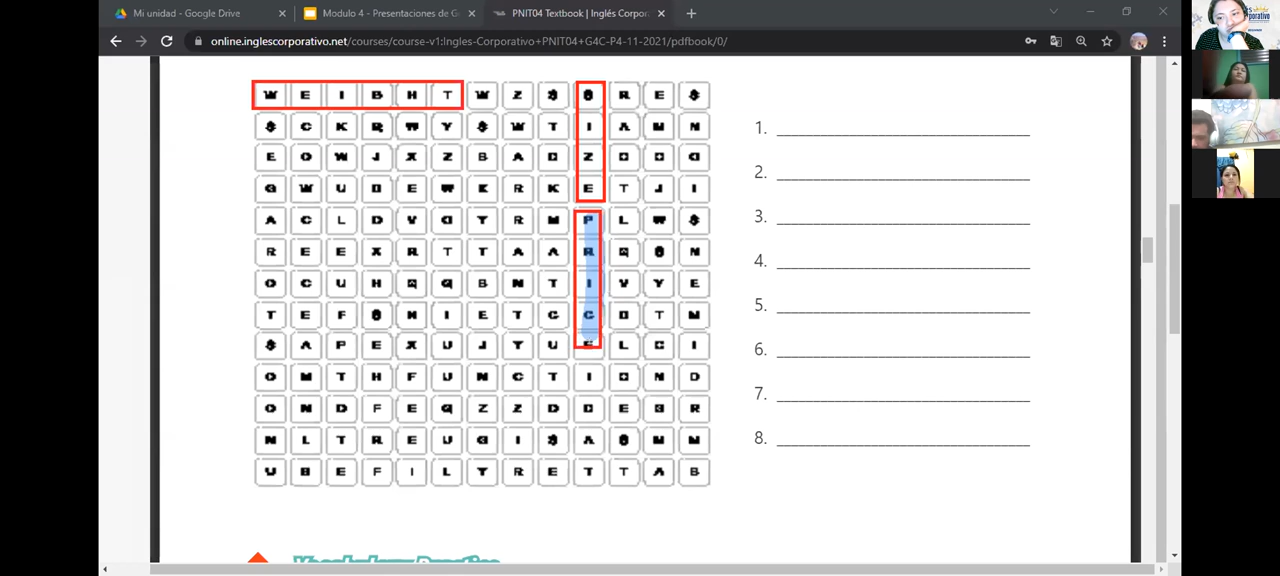 Mi unidad - Google Drive
Modulo 4 - Presentaciones de G
PNIT04 Textbook | Inglés Corpor
online.inglescorporativo.net/courses/course-v1:Ingles-Corporativo+PNIT04+G4C-P4-11-2021/pdfbook/0/
W E I B H T W Z S R E S
S C K R W Y S W T I A M N
E O W J X Z B A D Z
W U E K R K E T J I
A C L D V T R M P L W S
R E E X R T T A A R N
O C U H B N T I V Y E
T E F N I E T G T M
S A P E X U J Y U E L C I
O M T H F U N C T I O N D
O N D F E Q Z Z D D E R
N L T R E U I S A M M
U B E F I L Y R E T T A B
1.
2.
3.
4.
5.
6.
7.
8.